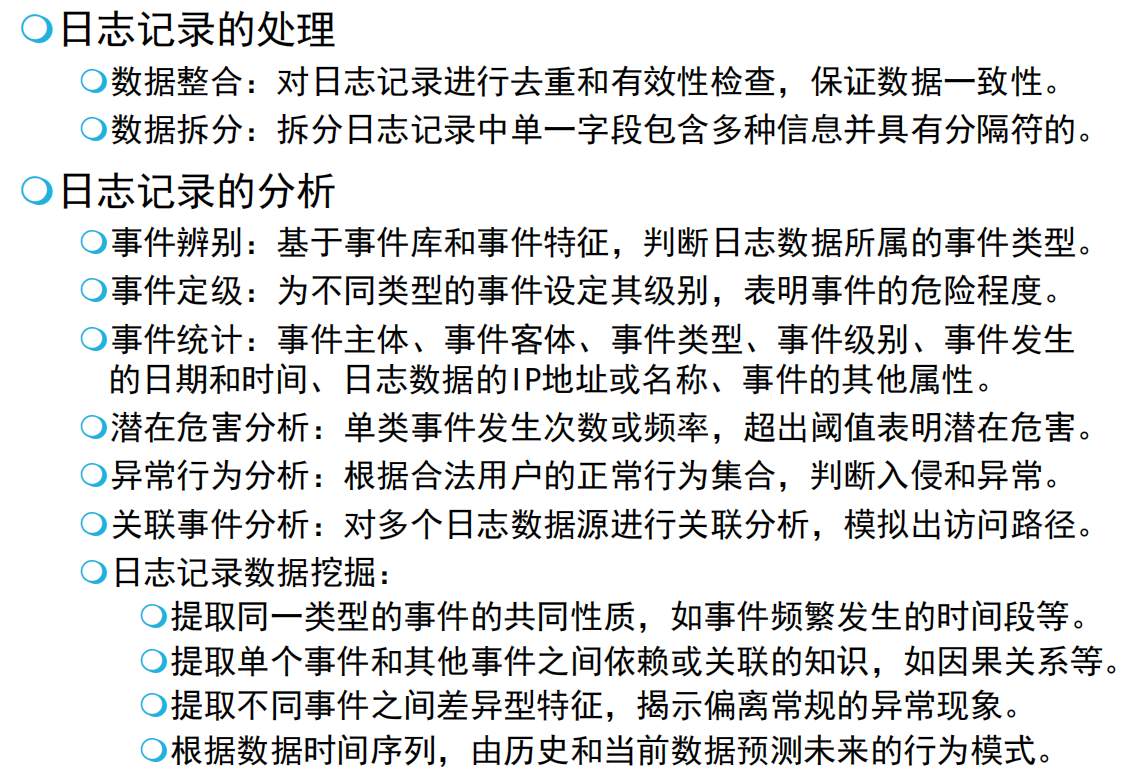 日志记录的处理
数据整合：对日志记录进行去重和有效性检查，保证数据一致性。
数据拆分：拆分日志记录中单一字段包含多种信息并具有分隔符的。
日志记录的分析
事件辨别：基于事件库和事件特征，判断日志数据所属的事件类型。
事件定级：为不同类型的事件设定其级别，表明事件的危险程度。
事件统计：事件主体、事件客体、事件类型、事件级别、事件发生
的日期和时间、日志数据的IP地址或名称、事件的其他属性。
潜在危害分析：单类事件发生次数或频率，超出阈值表明潜在危害。
异常行为分析：根据合法用户的正常行为集合，判断入侵和异常。
关联事件分析：对多个日志数据源进行关联分析，模拟出访问路径。
日志记录数据挖掘：
提取同一类型的事件的共同性质，如事件频繁发生的时间段等。
提取单个事件和其他事件之间依赖或关联的知识，如因果关系等。
提取不同事件之间差异型特征，揭示偏离常规的异常现象。
根据数据时间序列，由历史和当前数据预测未来的行为模式。